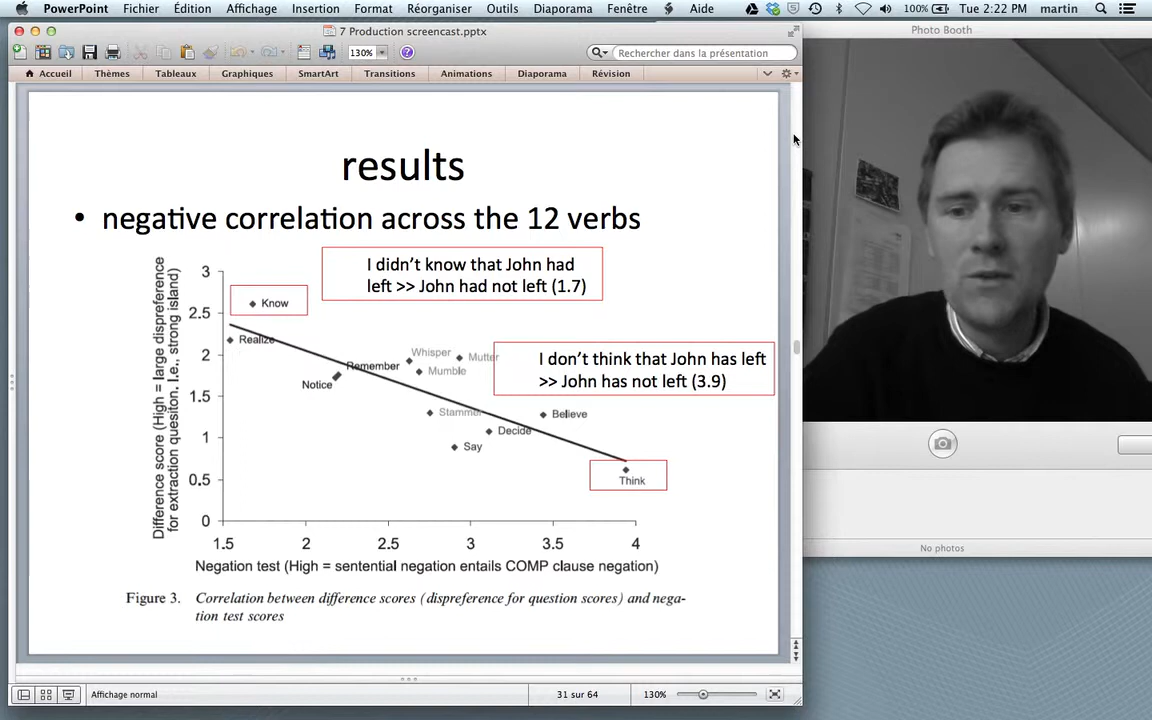 PowerPoint Fichier Édition Affichage Insertion Format Réorganiser Outils Diaporama Fenêtre Aide 100% Tue 2:22 PM martin
7 Production screencast.pptx
Photo Booth
130%
Rechercher dans la présentation
Accueil Thèmes Tableaux Graphiques SmartArt Transitions Animations Diaporama Révision
results
• negative correlation across the 12 verbs
I didn't know that John had
left >> John had not left (1.7)
I don't think that John has left
>> John has not left (3.9)
Difference score (High = large dispreference
for extraction quesiton. I.e., strong island)
3
2.5
2
1.5
1
0.5
0
Know
Realize
Remember
Notice
Whisper
Mutter
Mumble
Stammer
Believe
Decide
Say
Think
1.5 2 2.5 3 3.5 4
Negation test (High = sentential negation entails COMP clause negation)
Figure 3. Correlation between difference scores (dispreference for question scores) and nega-
tion test scores
No photos
Affichage normal
31 sur 64
130%